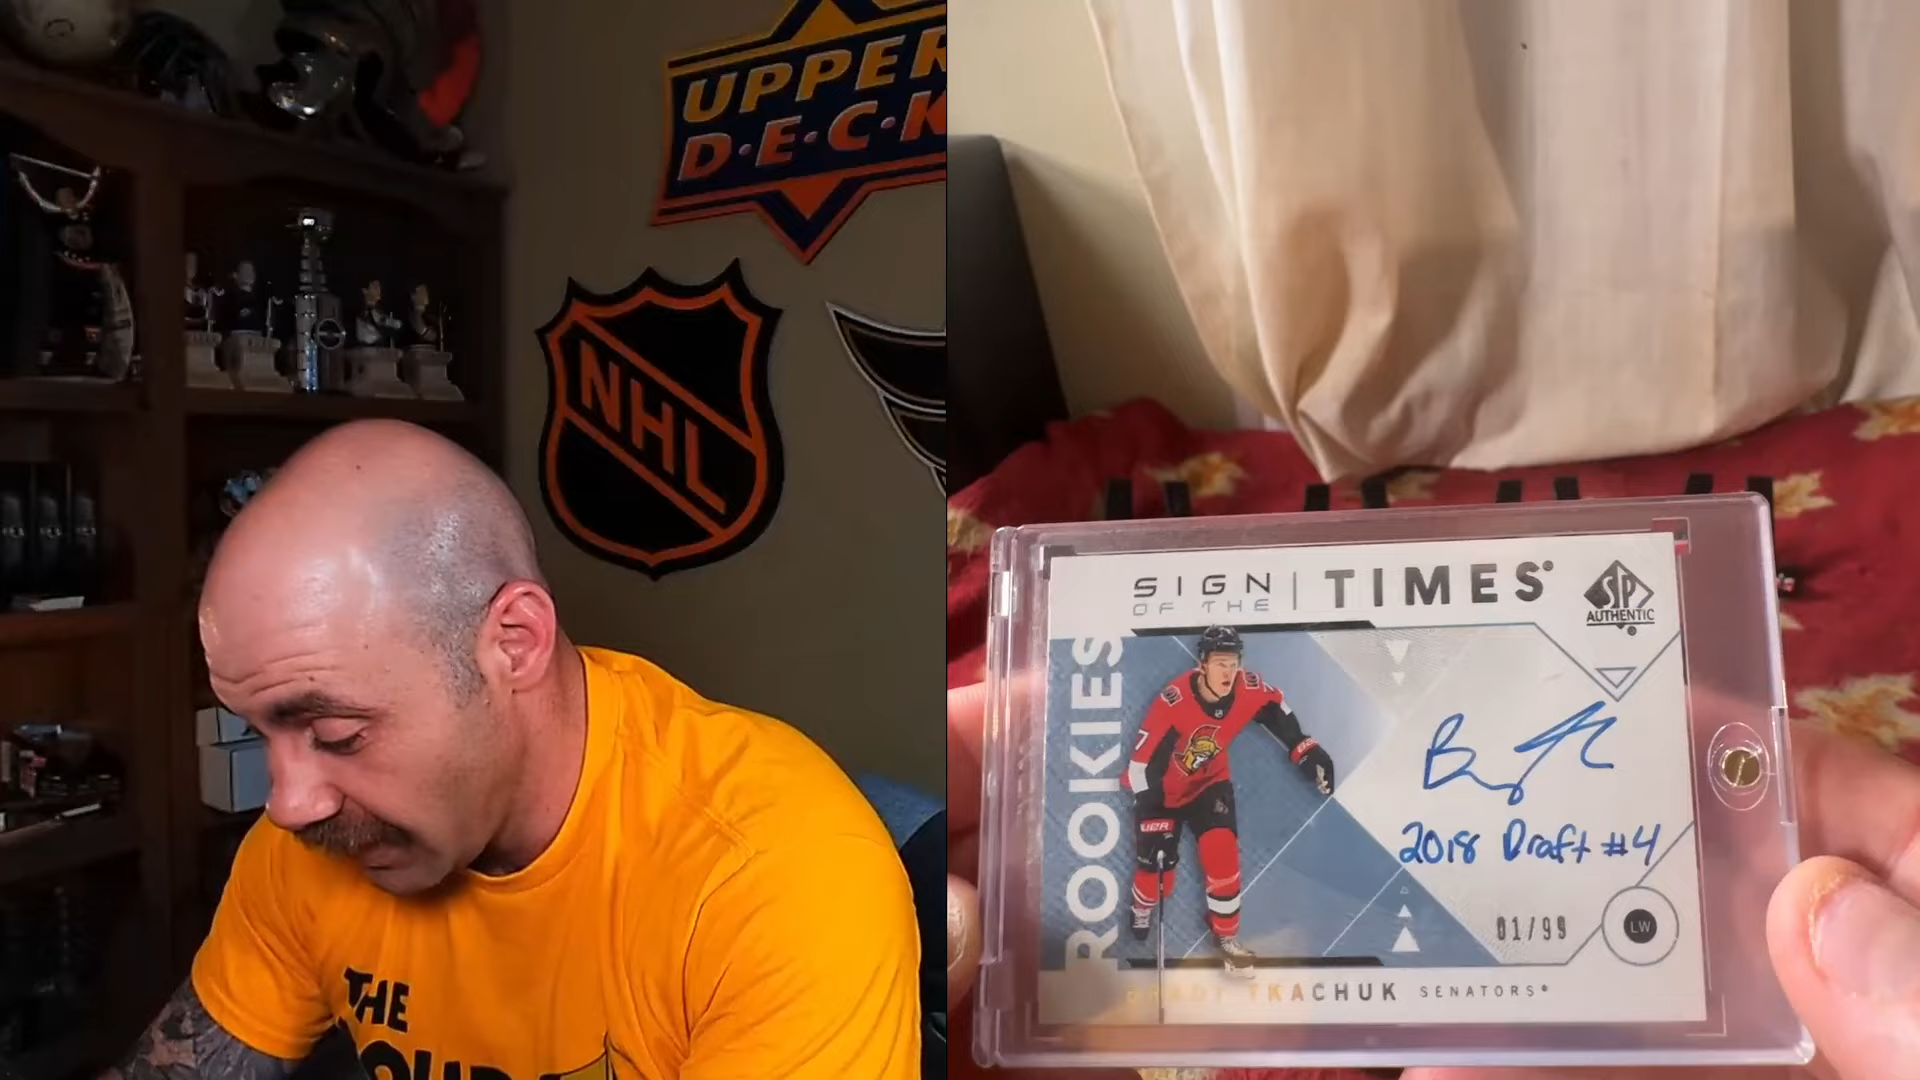 UPPER
D·E·C·K
NHL
THE
SIGN
OF THE
TIMES
SP
AUTHENTIC
ROOKIES
2018 Draft #4
01/99
LW
TKACHUK SENATORS